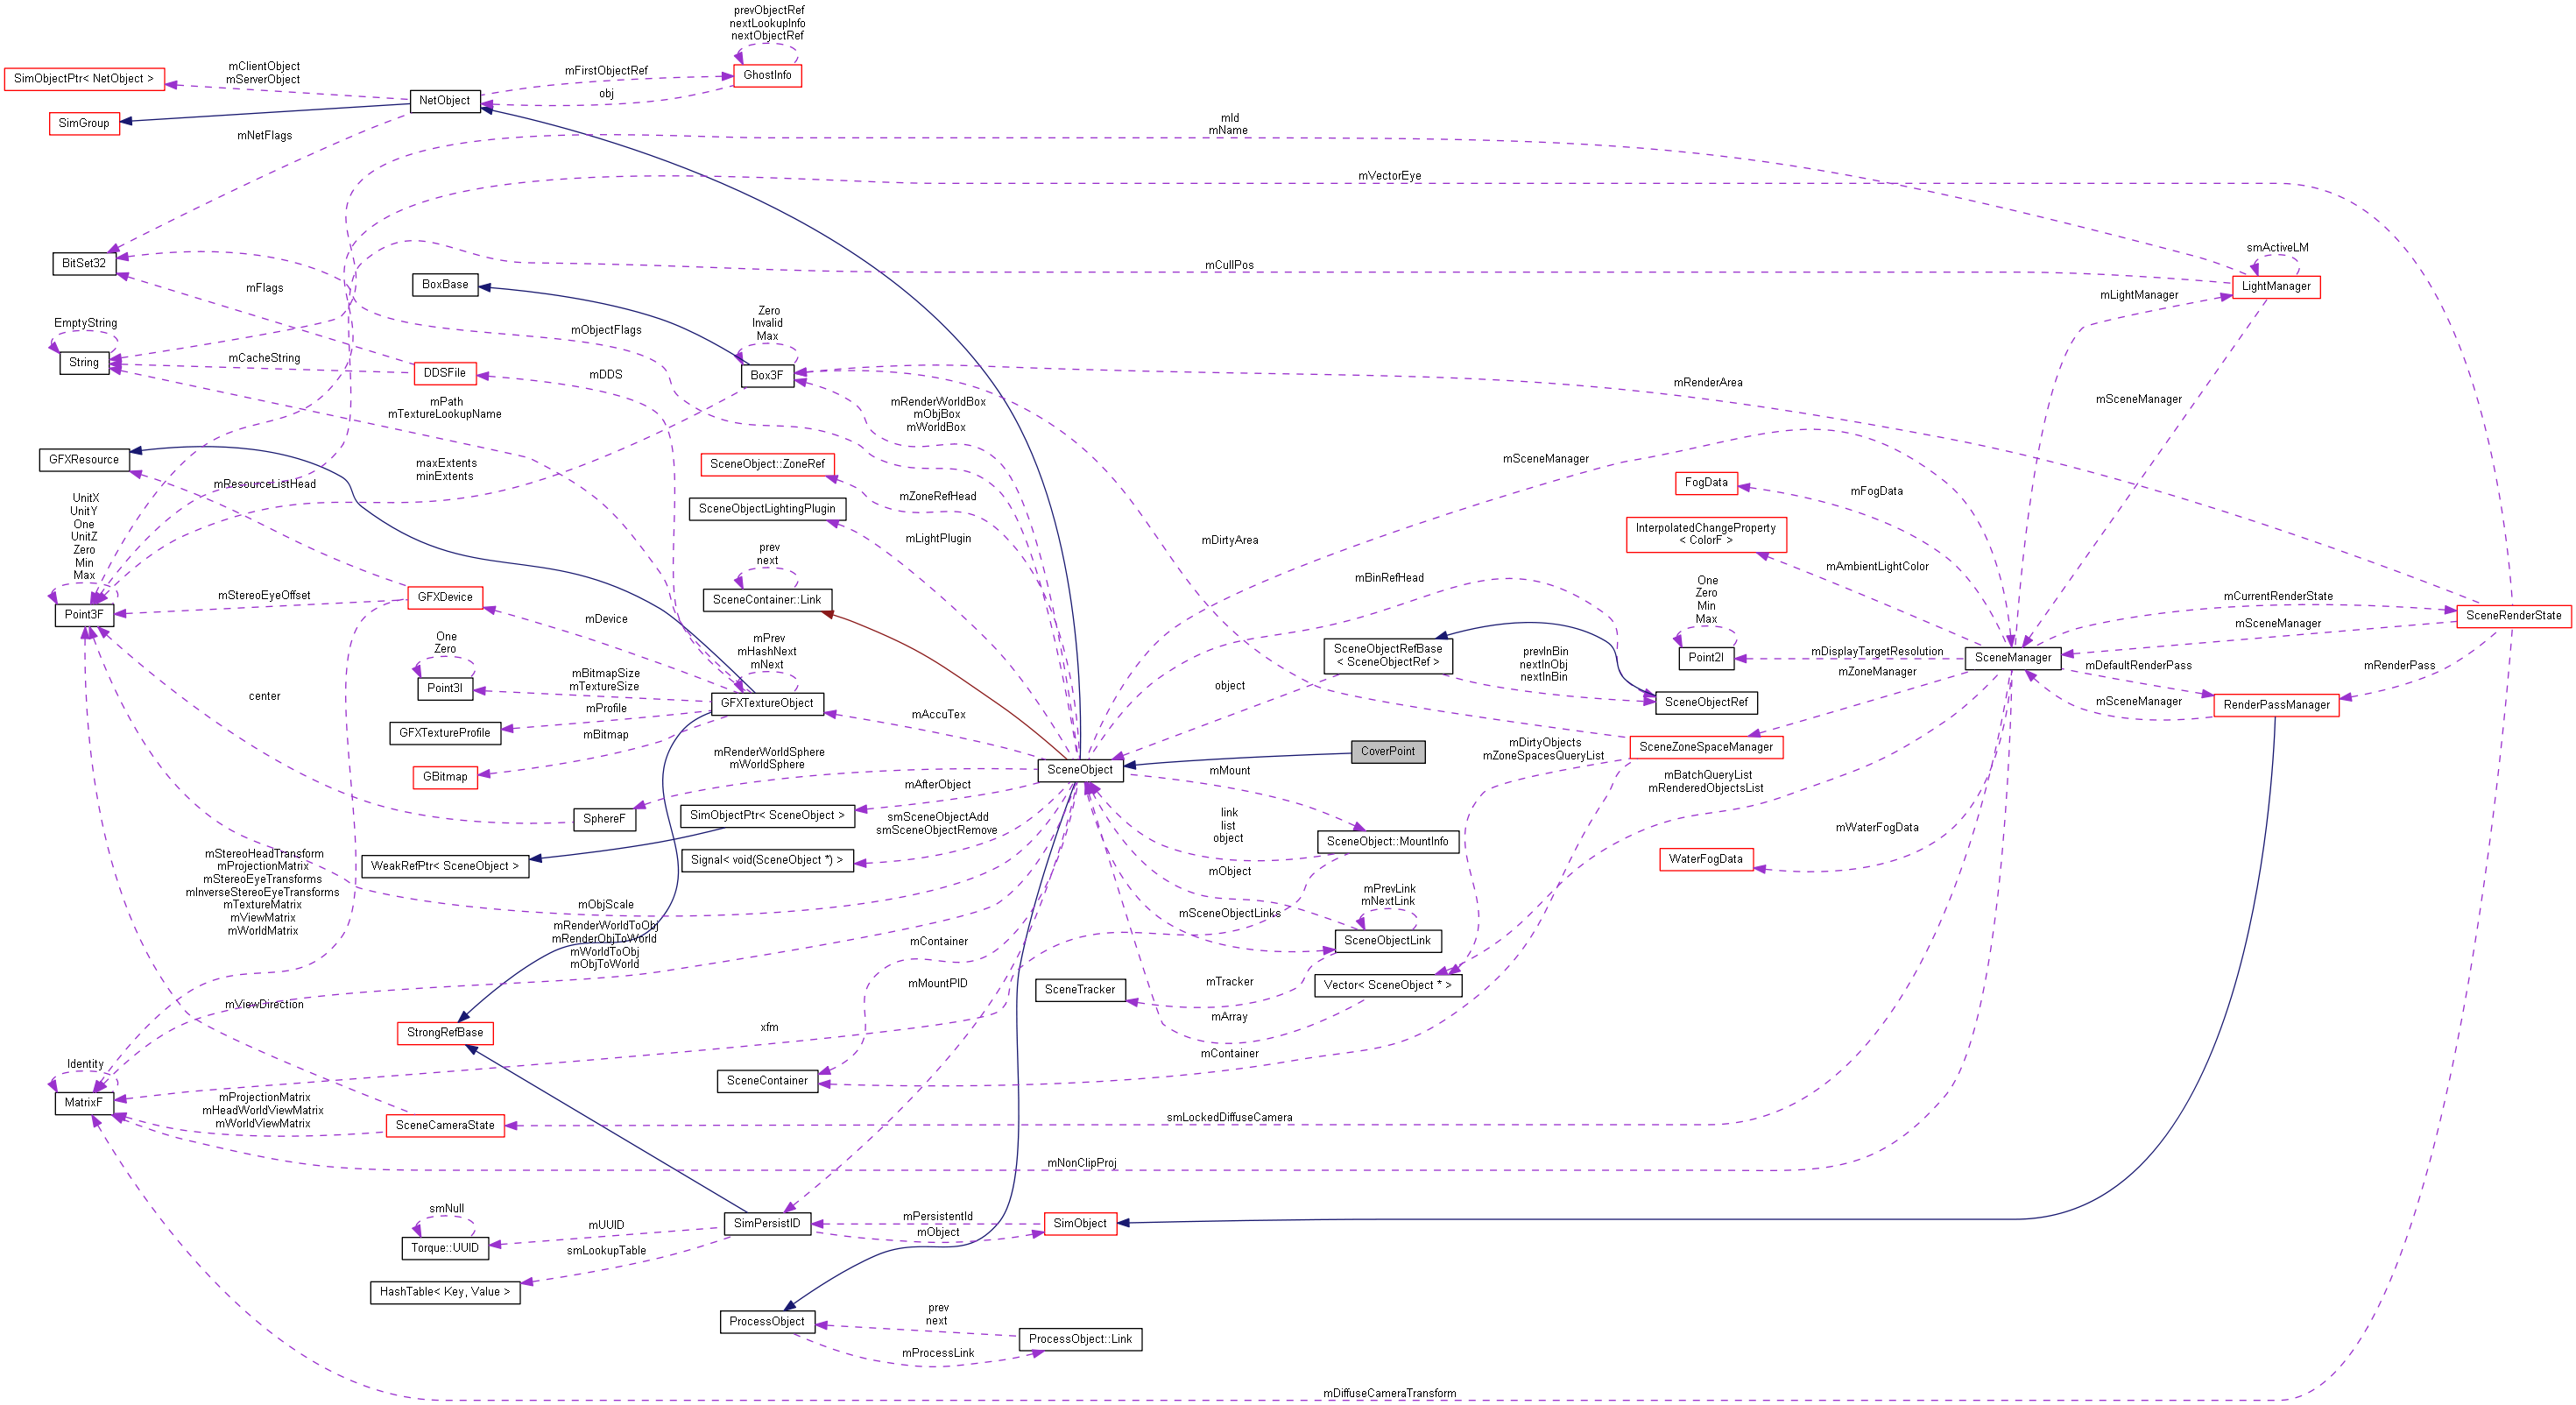 prevObjectRef
nextLookupInfo
nextObjectRef
mClientObject
mServerObject
SimObjectPtr< NetObject >
mFirstObjectRef
GhostInfo
obj
NetObject
SimGroup
mNetFlags
mId
mName
mVectorEye
BitSet32
mCullPos
smActiveLM
LightManager
BoxBase
mFlags
mLightManager
EmptyString
String
mCacheString
DDSFile
mObjectFlags
Zero
Invalid
Max
Box3F
mDDS
mRenderArea
mPath
mTextureLookupName
mRenderWorldBox
mObjBox
mWorldBox
mSceneManager
GFXResource
maxExtents
minExtents
SceneObject::ZoneRef
mSceneManager
mResourceListHead
mZoneRefHead
FogData
mFogData
SceneObjectLightingPlugin
UnitX
UnitY
One
UnitZ
Zero
Min
Max
mLightPlugin
mDirtyArea
InterpolatedChangeProperty
< ColorF >
prev
next
mBinRefHead
mAmbientLightColor
Point3F
mStereoEyeOffset
GFXDevice
SceneContainer::Link
mDevice
One
Zero
Min
Max
mCurrentRenderState
SceneRenderState
mSceneManager
One
Zero
Point3I
mPrev
mHashNext
mNext
SceneObjectRefBase
< SceneObjectRef >
prevInBin
nextInObj
nextInBin
Point2I
mDisplayTargetResolution
SceneManager
mDefaultRenderPass
mRenderPass
mZoneManager
center
mBitmapSize
mTextureSize
GFXTextureObject
object
SceneObjectRef
mSceneManager
RenderPassManager
mProfile
GFXTextureProfile
mAccuTex
mBitmap
GBitmap
mRenderWorldSphere
mWorldSphere
SceneObject
CoverPoint
mDirtyObjects
mZoneSpacesQueryList
SceneZoneSpaceManager
mMount
mAfterObject
mBatchQueryList
mRenderedObjectsList
SphereF
SimObjectPtr< SceneObject >
smSceneObjectAdd
smSceneObjectRemove
link
list
object
SceneObject::MountInfo
mWaterFogData
WaterFogData
WeakRefPtr< SceneObject >
Signal< void(SceneObject *) >
mStereoHeadTransform
mProjectionMatrix
mStereoEyeTransforms
mInverseStereoEyeTransforms
mTextureMatrix
mViewMatrix
mWorldMatrix
mObject
mPrevLink
mNextLink
mObjScale
mSceneObjectLinks
mRenderWorldToObj
mRenderObjToWorld
mWorldToObj
mObjToWorld
mContainer
SceneObjectLink
mMountPID
SceneTracker
mTracker
Vector< SceneObject * >
mViewDirection
mArray
StrongRefBase
xfm
mContainer
Identity
MatrixF
SceneContainer
mProjectionMatrix
mHeadWorldViewMatrix
mWorldViewMatrix
SceneCameraState
smLockedDiffuseCamera
mNonClipProj
smNull
Torque::UUID
mUUID
SimPersistID
mPersistentId
mObject
SimObject
smLookupTable
HashTable< Key, Value >
ProcessObject
prev
next
ProcessObject::Link
mProcessLink
mDiffuseCameraTransform